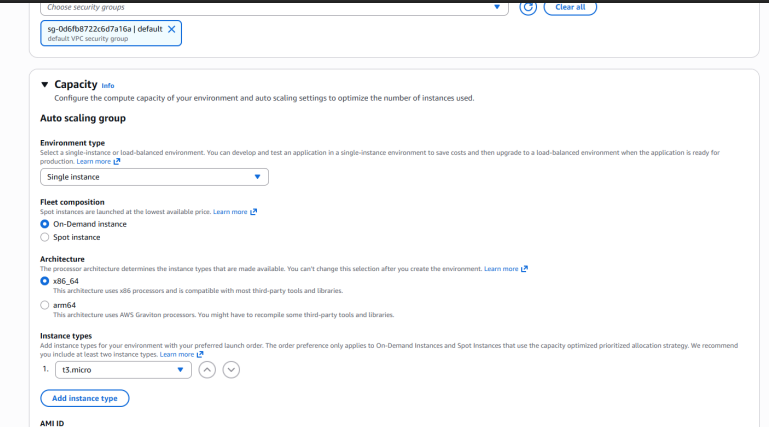 Choose security groups
Clear all
sg-0d6fb8722c6d7a16a | default
default VPC security group
Capacity Info
Configure the compute capacity of your environment and auto scaling settings to optimize the number of instances used.
Auto scaling group
Environment type
Select a single-instance or load-balanced environment. You can develop and test an application in a single-instance environment to save costs and then upgrade to a load-balanced environment when the application is ready for
production. Learn more
Single instance
Fleet composition
Spot instances are launched at the lowest available price. Learn more
On-Demand instance
Spot instance
Architecture
The processor architecture determines the instance types that are made available. You can't change this selection after you create the environment. Learn more
x86_64
This architecture uses x86 processors and is compatible with most third-party tools and libraries.
arm64
This architecture uses AWS Graviton processors. You might have to recompile some third-party tools and libraries.
Instance types
Add instance types for your environment with your preferred launch order. The order preference only applies to On-Demand Instances and Spot Instances that use the capacity optimized prioritized allocation strategy. We recommend
you include at least two instance types. Learn more
1. t3.micro
Add instance type
AMI ID